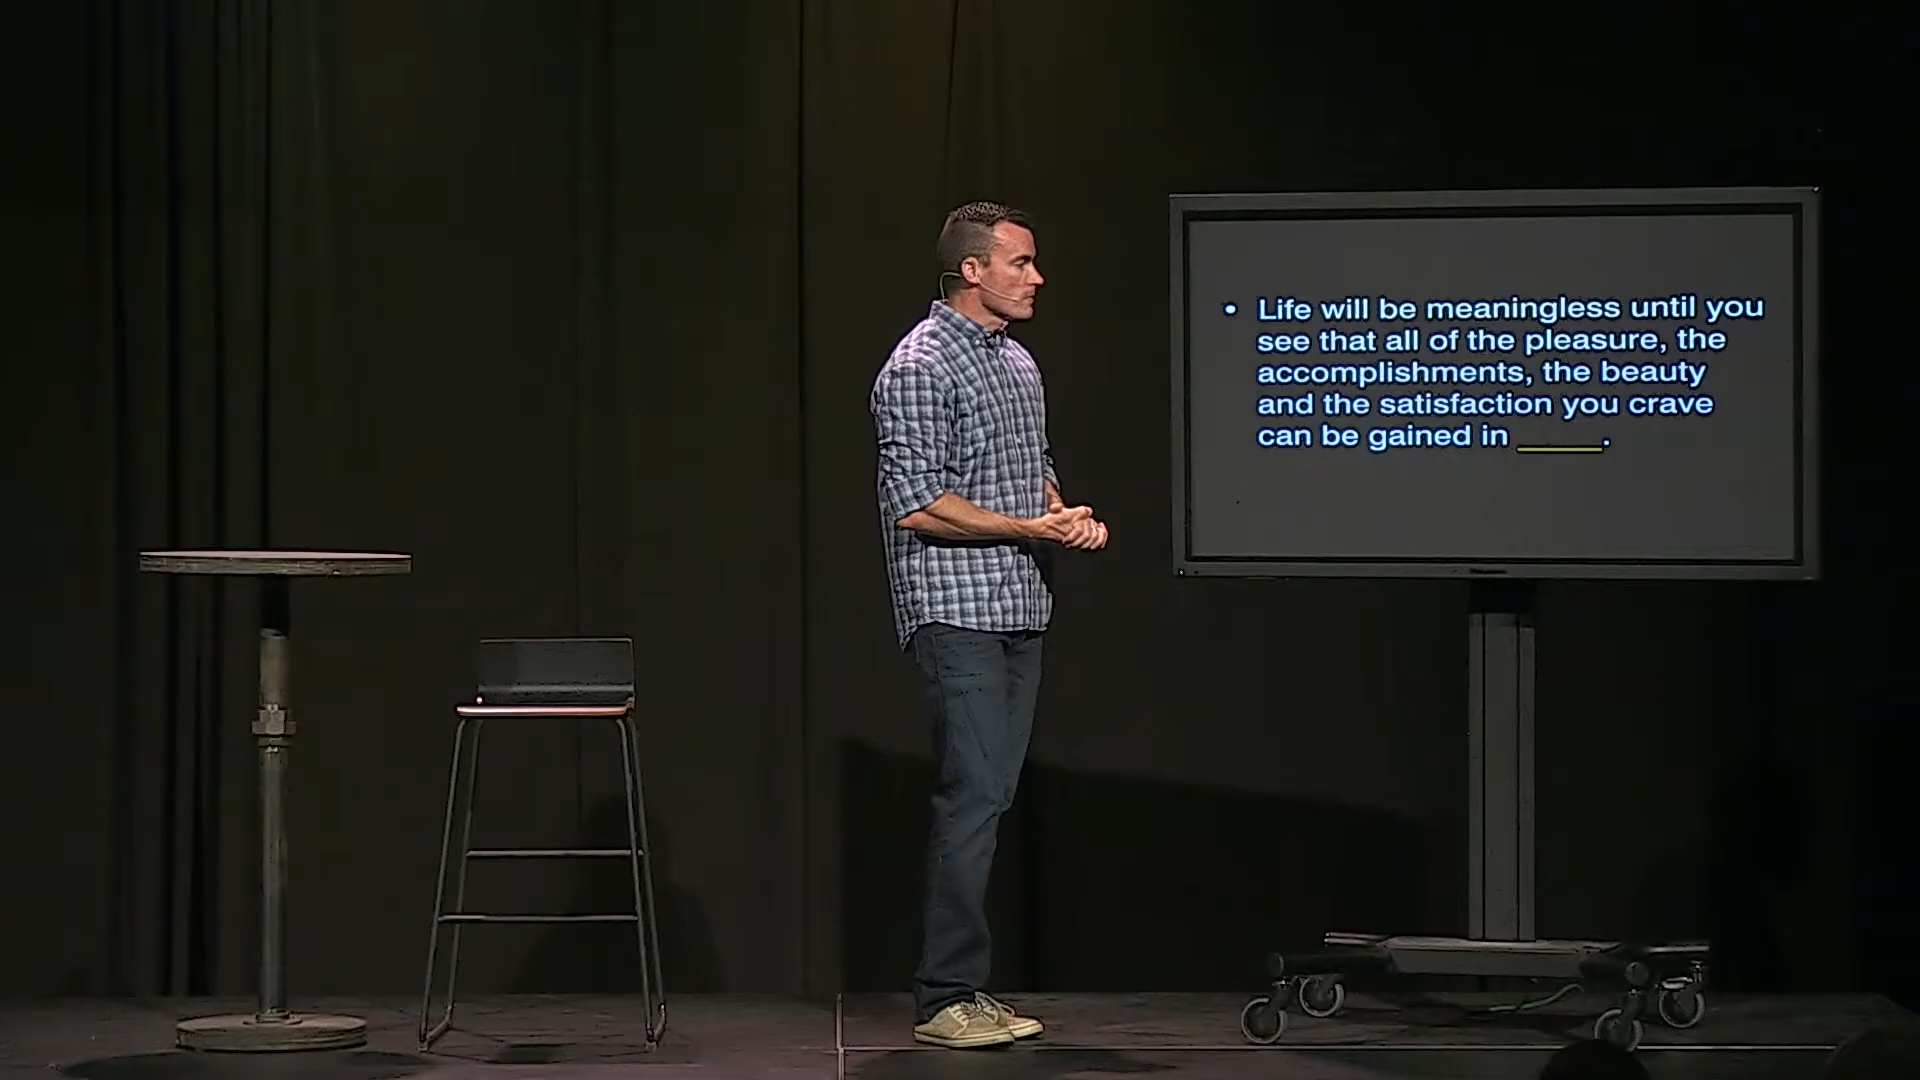 • Life will be meaningless until you
see that all of the pleasure, the
accomplishments, the beauty
and the satisfaction you crave
can be gained in ______.